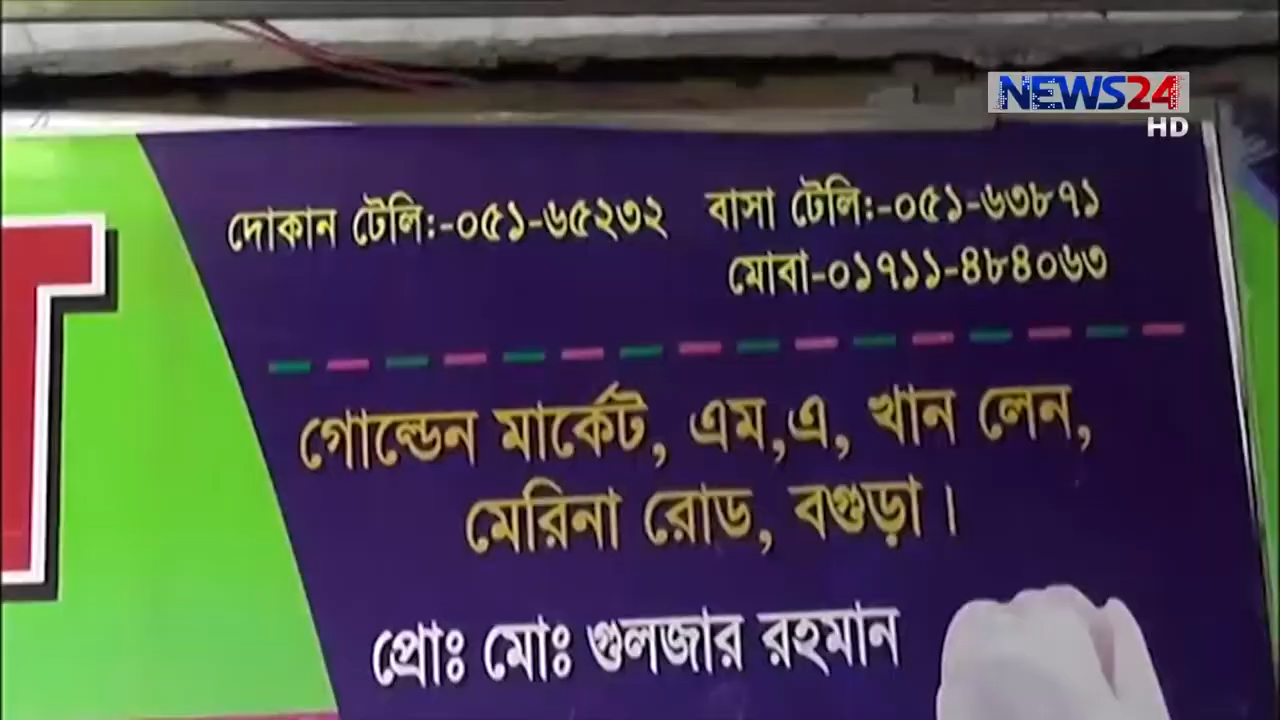 NEWS24
HD
দোকান টেলি:-০৫১-৬৫২৩২ বাসা টেলি:-০৫১-৬৩৮৭১
মোবা-০১৭১১-৪৮৪০৬৩
গোল্ডেন মার্কেট, এম,এ, খান লেন,
মেরিনা রোড, বগুড়া।
প্রোঃ মোঃ গুলজার রহমান